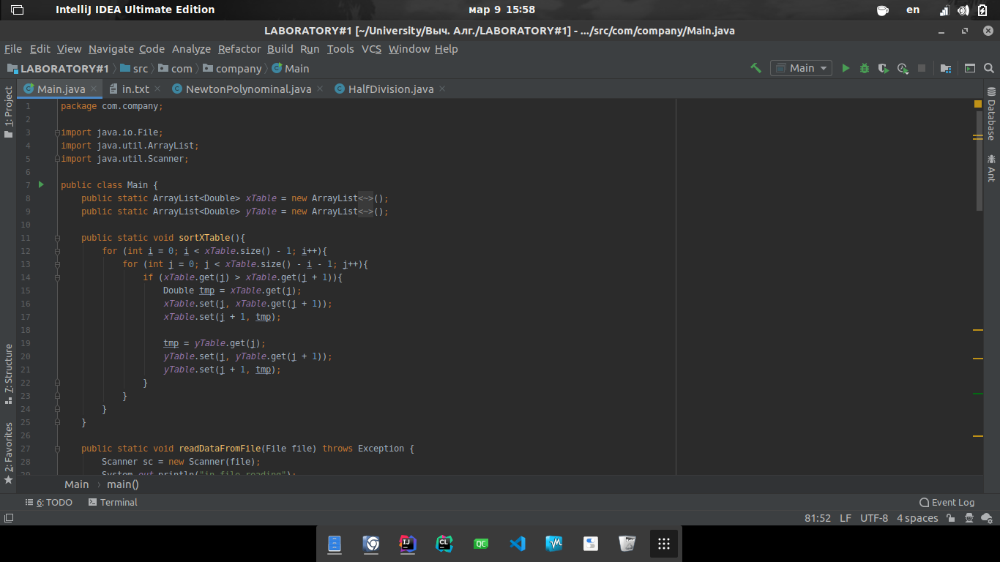 IntelliJ IDEA Ultimate Edition
мар 9 15:58
en
LABORATORY#1 [~/University/Выч. Алг./LABORATORY#1] - .../src/com/company/Main.java
File Edit View Navigate Code Analyze Refactor Build Run Tools VCS Window Help
LABORATORY#1 src com company Main
Main
Main.java in.txt NewtonPolynominal.java HalfDivision.java
1: Project
7: Structure
2: Favorites
1 package com.company;
2
3 import java.io.File;
4 import java.util.ArrayList;
5 import java.util.Scanner;
6
7 public class Main {
8 public static ArrayList<Double> xTable = new ArrayList<~>();
9 public static ArrayList<Double> yTable = new ArrayList<~>();
10
11 public static void sortXTable(){
12 for (int i = 0; i < xTable.size() - 1; i++){
13 for (int j = 0; j < xTable.size() - i - 1; j++){
14 if (xTable.get(j) > xTable.get(j + 1)){
15 Double tmp = xTable.get(j);
16 xTable.set(j, xTable.get(j + 1));
17 xTable.set(j + 1, tmp);
18
19 tmp = yTable.get(j);
20 yTable.set(j, yTable.get(j + 1));
21 yTable.set(j + 1, tmp);
22 }
23 }
24 }
25 }
26
27 public static void readDataFromFile(File file) throws Exception {
28 Scanner sc = new Scanner(file);
29 System.out.println("in file reading");
Database
Ant
Main main()
6: TODO Terminal
Event Log
81:52 LF UTF-8 4 spaces
IJ
CL
QC